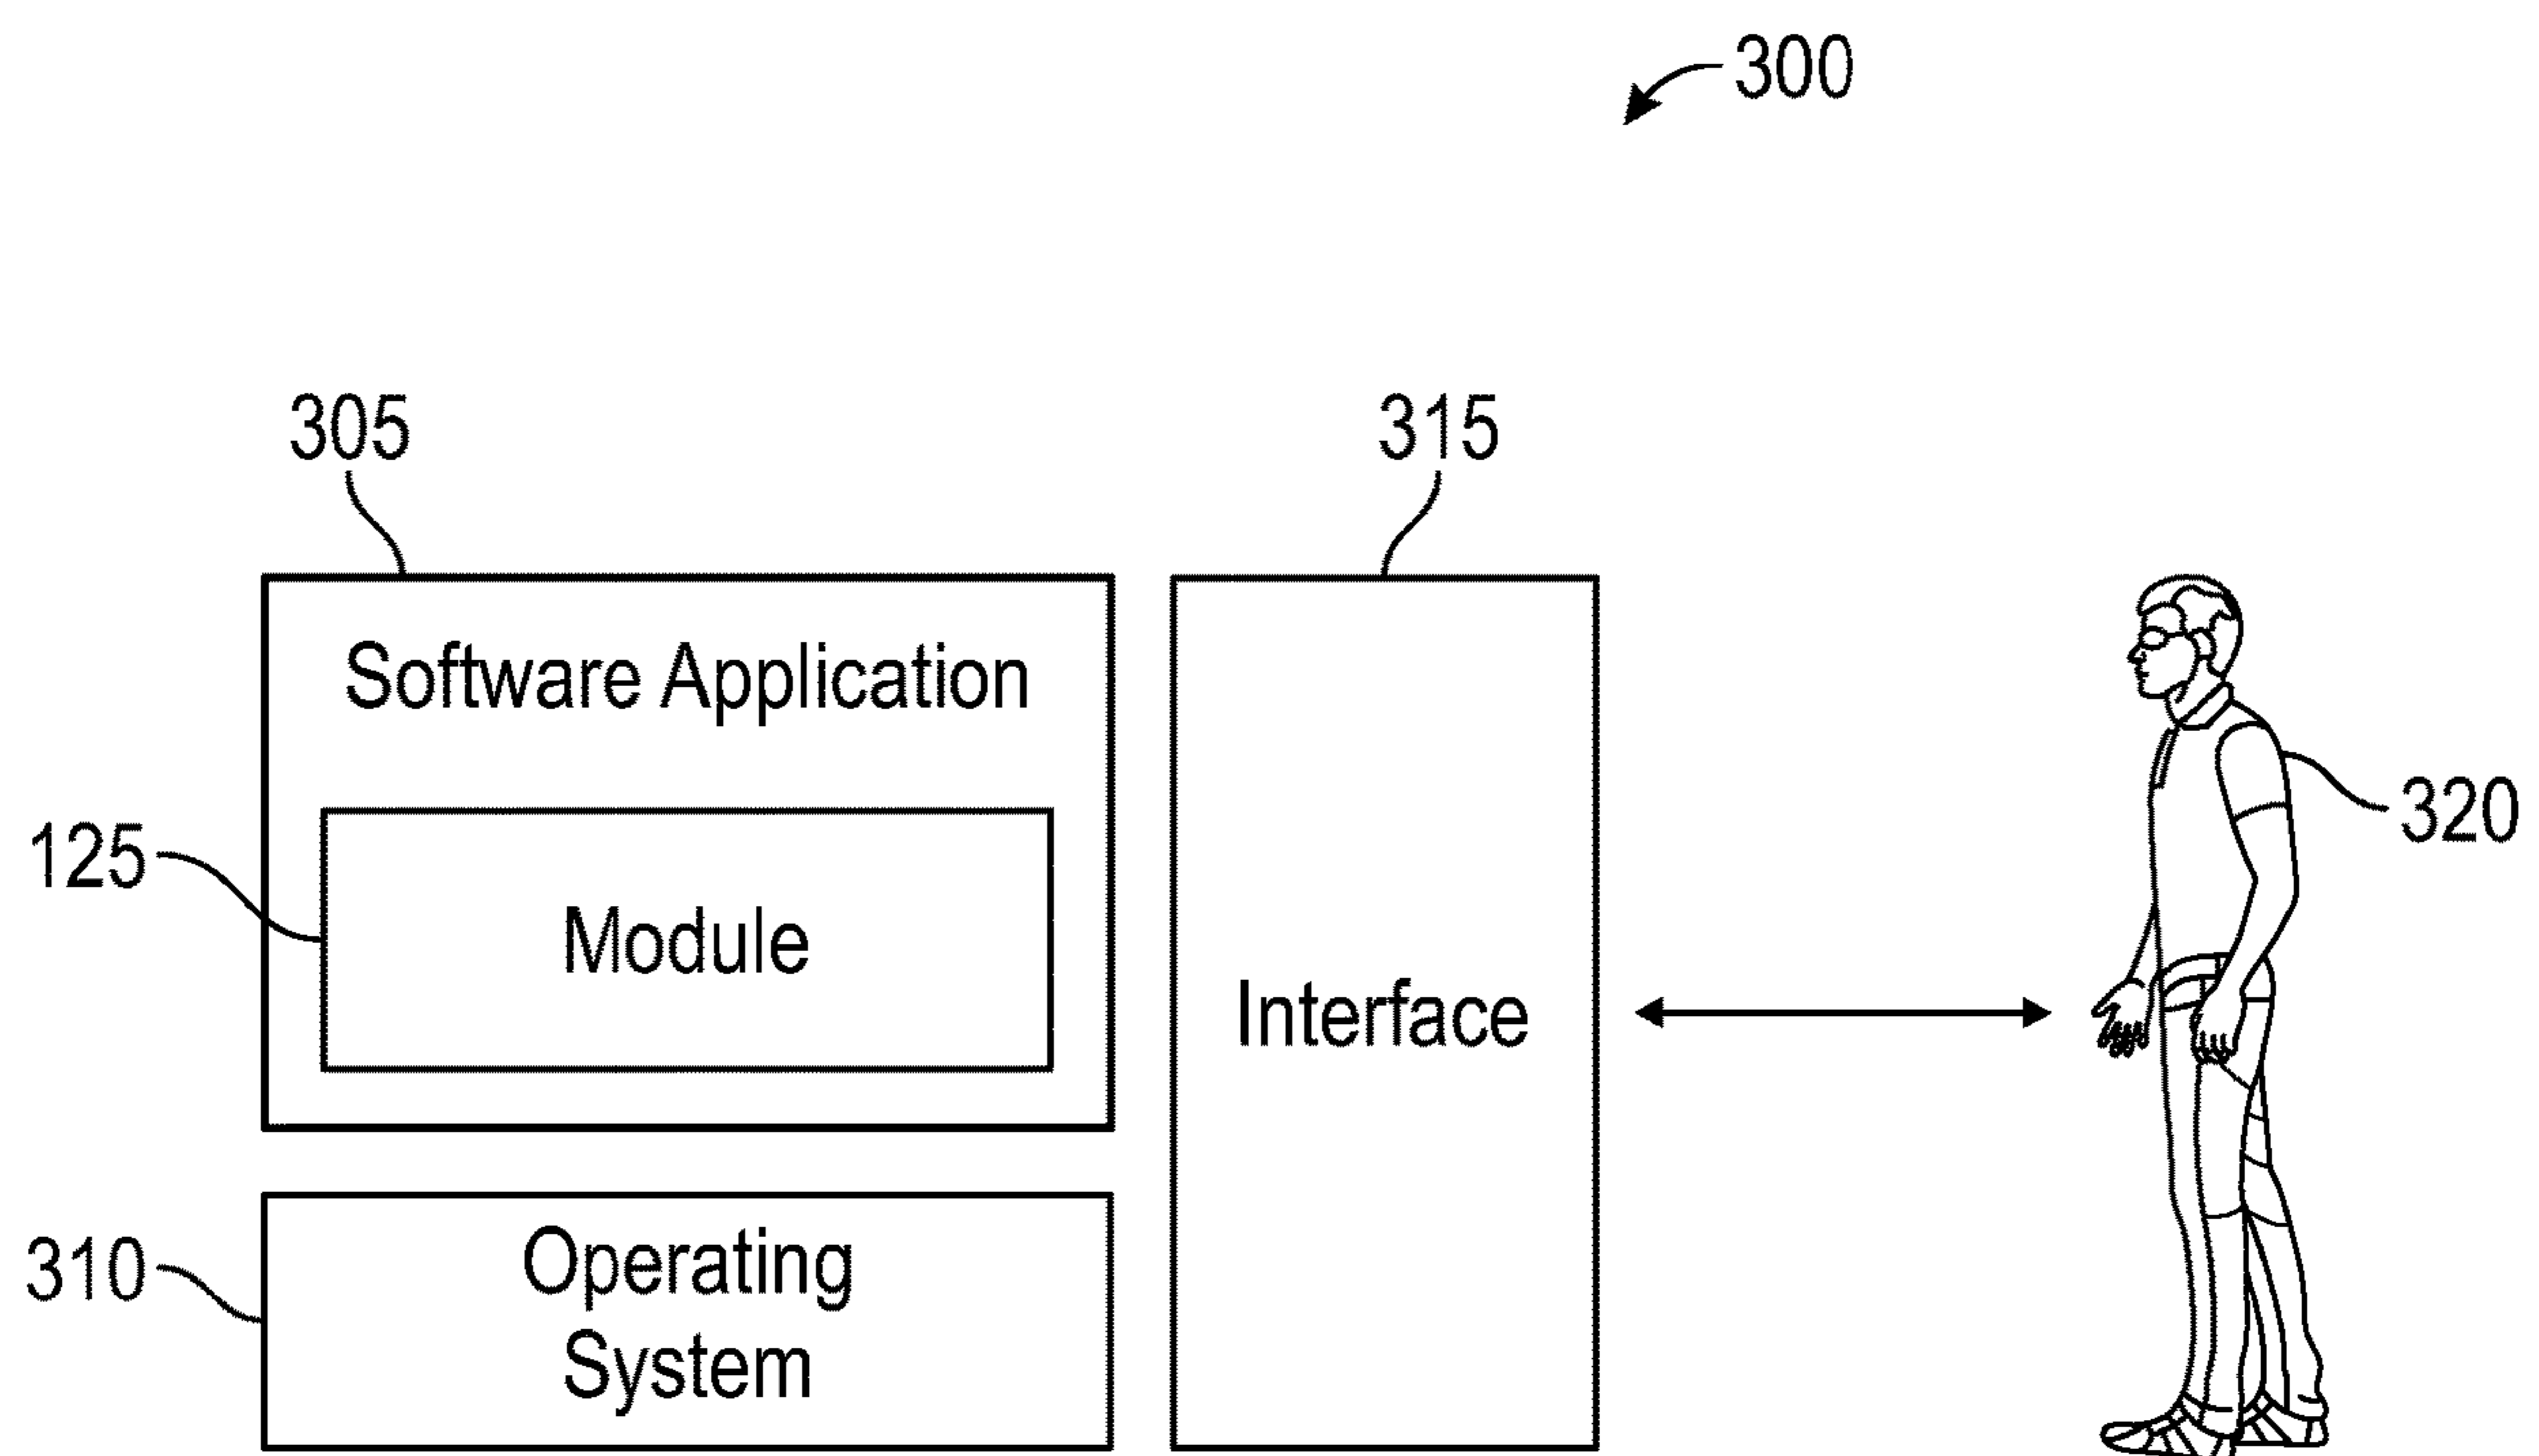 300
305
315
Software Application
320
125
Module
Interface
310
Operating
System